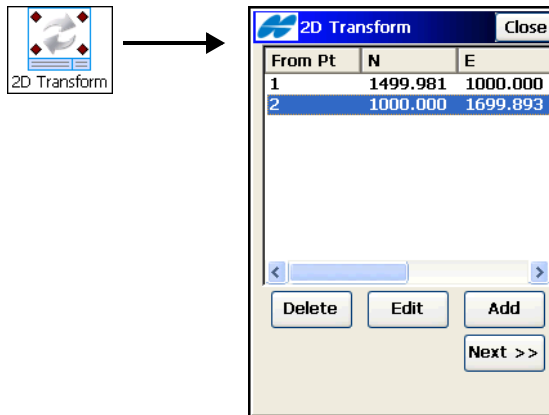 2D Transform
2D Transform Close
From Pt N E
1 1499.981 1000.000
2 1000.000 1699.893
Delete Edit Add
Next >>